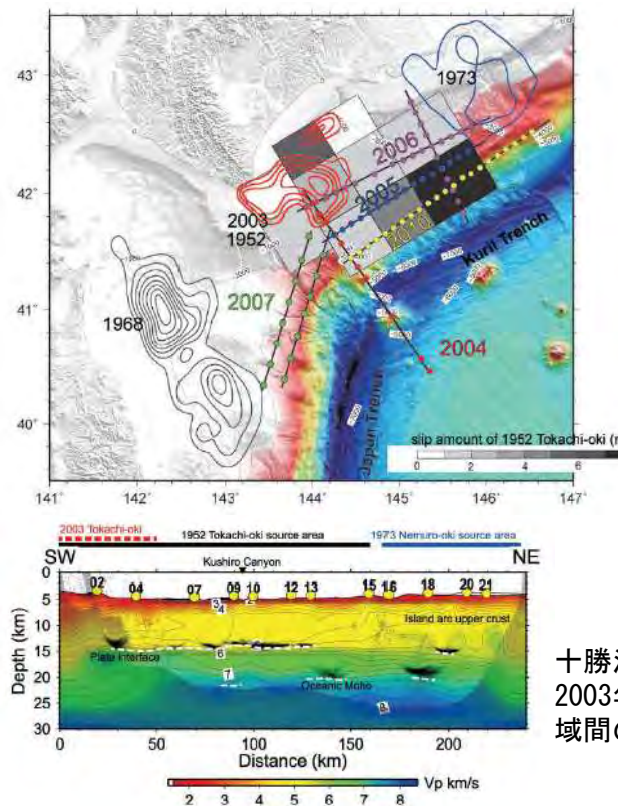 43°
42°
41°
40°
1973
2006
2005
2010
2003
1952
2007
1968
2004
Kuril Trench
Japan Trench
slip amount of 1952 Tokachi-oki (m
0 2 4 6
141° 142° 143° 144° 145° 146° 147°
2003 Tokachi-oki
1952 Tokachi-oki source area
1973 Nemuro-oki source area
SW
Kushiro Canyon
NE
02 04 07 09 10 12 13 15 16 18 20 21
Island arc upper crust
Plate Interface
Oceanic Moho
6
7
8
Depth (km)
0
5
10
15
20
25
30
0 50 100 150 200
Distance (km)
2 3 4 5 6 7 8
Vp km/s
十勝
2003年
域間の